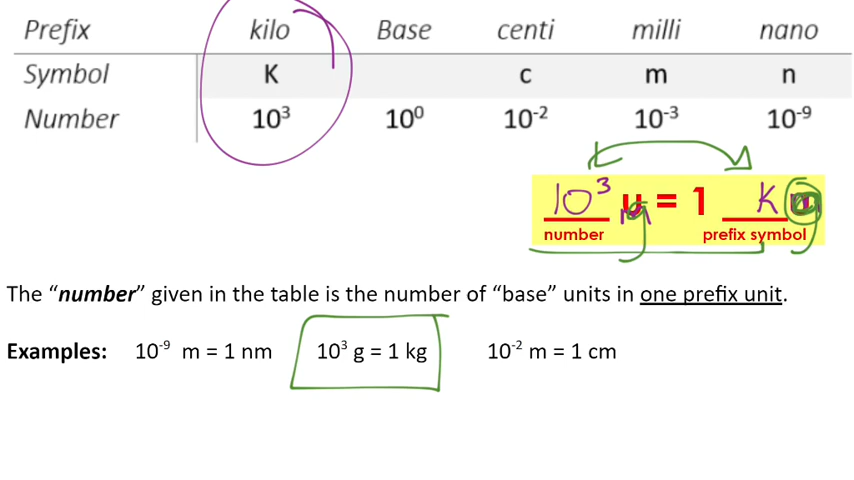 Prefix kilo Base centi milli nano
Symbol K c m n
Number 10³ 10⁰ 10⁻² 10⁻³ 10⁻⁹
10³ = 1 K
number prefix symbol
The “number” given in the table is the number of “base” units in one prefix unit.
Examples: 10⁻⁹ m = 1 nm 10³ g = 1 kg 10⁻² m = 1 cm